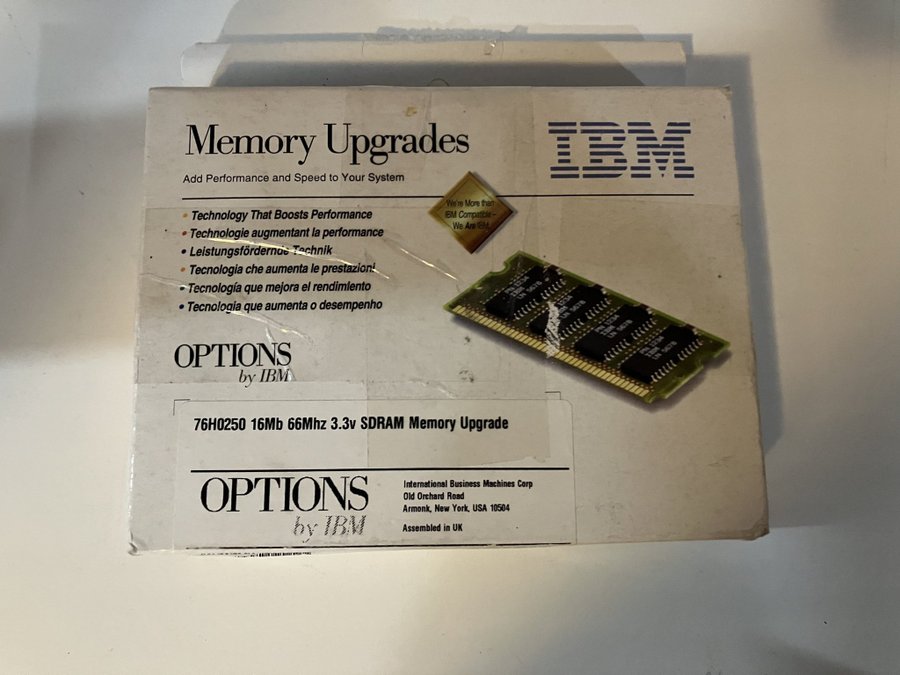 Memory Upgrades
IBM
Add Performance and Speed to Your System
We're More than
IBM Compatible–
We Are IBM.
• Technology That Boosts Performance
• Technologie augmentant la performance
• Leistungsfördernde Technik
• Tecnologia che aumenta le prestazioni
• Tecnología que mejora el rendimiento
• Tecnologia que aumenta o desempenho
OPTIONS
by IBM
76H0250 16Mb 66Mhz 3.3v SDRAM Memory Upgrade
OPTIONS
by IBM
International Business Machines Corp
Old Orchard Road
Armonk, New York, USA 10504
Assembled in UK